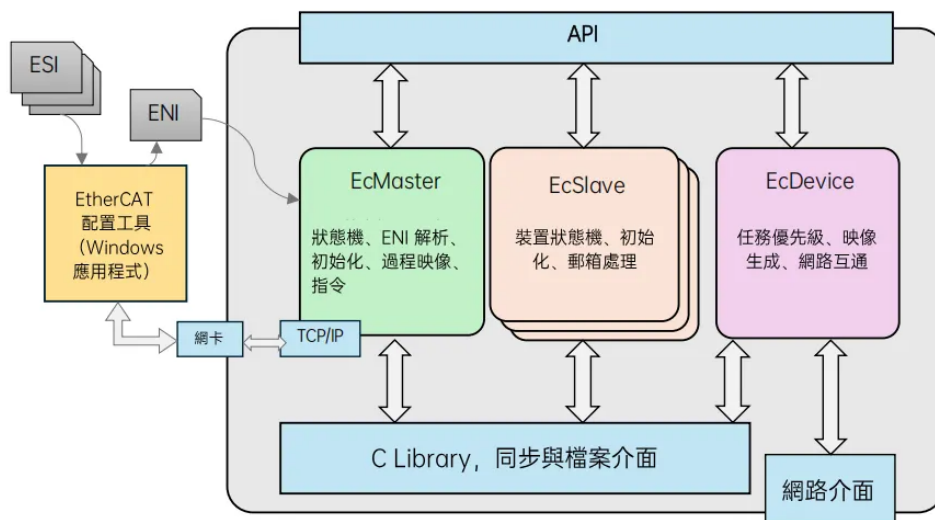 API
ESI
ENI
EtherCAT
配置工具
（Windows
應用程式）
EcMaster
狀態機、ENI 解析、
初始化、過程映像、
指令
EcSlave
裝置狀態機、初始
化、郵箱處理
EcDevice
任務優先級、映像
生成、網路互通
網卡
TCP/IP
C Library，同步與檔案介面
網路介面